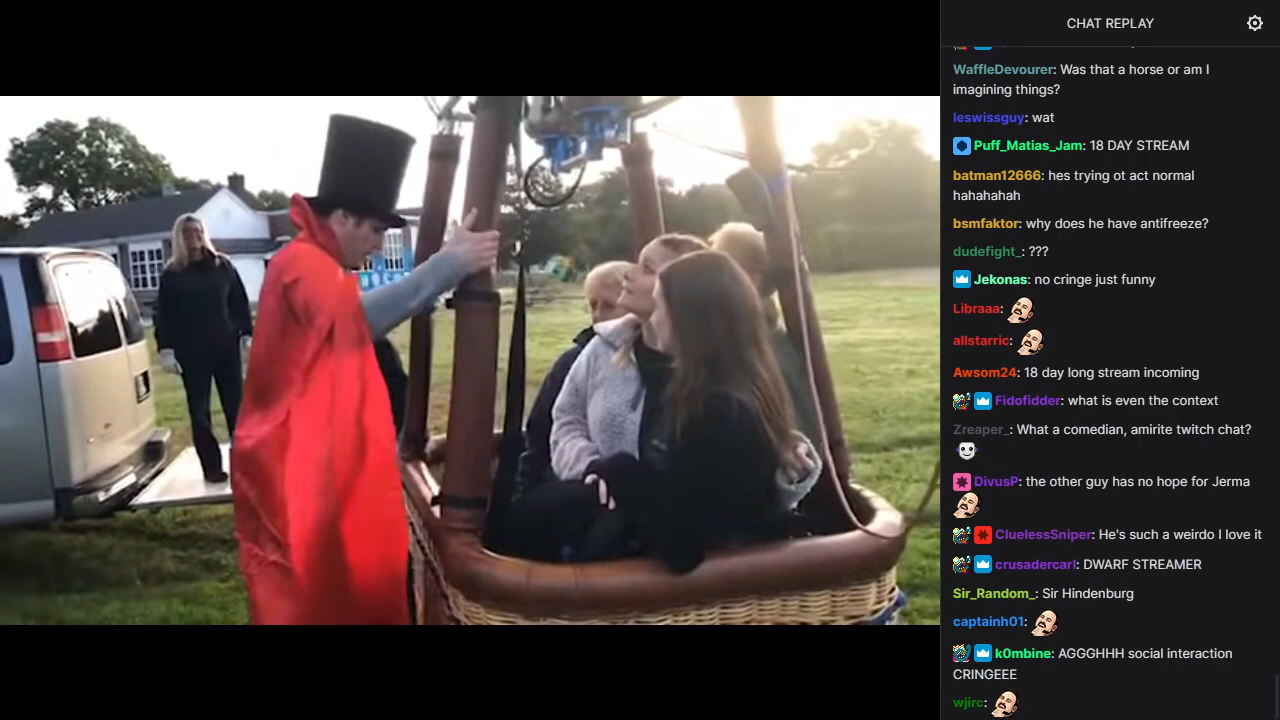 CHAT REPLAY
WaffleDevourer: Was that a horse or am I
imagining things?
leswissguy: wat
Puff_Matias_Jam: 18 DAY STREAM
batman12666: hes trying ot act normal
hahahahah
bsmfaktor: why does he have antifreeze?
dudefight_: ???
Jekonas: no cringe just funny
Libraaa:
allstarric:
Awsom24: 18 day long stream incoming
Fidofidder: what is even the context
Zreaper_: What a comedian, amirite twitch chat?
DivusP: the other guy has no hope for Jerma
CluelessSniper: He's such a weirdo I love it
crusadercarl: DWARF STREAMER
Sir_Random_: Sir Hindenburg
captainh01:
k0mbine: AGGGHHH social interaction
CRINGEEE
wjirc: